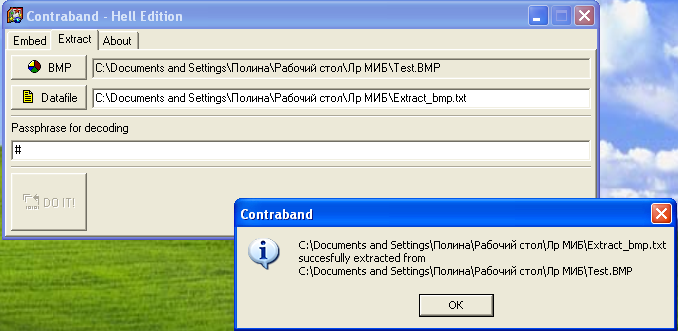 Contraband - Hell Edition
Embed Extract About
BMP C:\Documents and Settings\Полина\Рабочий стол\Лр МИБ\Test.BMP
Datafile C:\Documents and Settings\Полина\Рабочий стол\Лр МИБ\Extract_bmp.txt
Passphrase for decoding
#
DO IT!
Contraband
C:\Documents and Settings\Полина\Рабочий стол\Лр МИБ\Extract_bmp.txt
succesfully extracted from
C:\Documents and Settings\Полина\Рабочий стол\Лр МИБ\Test.BMP
OK